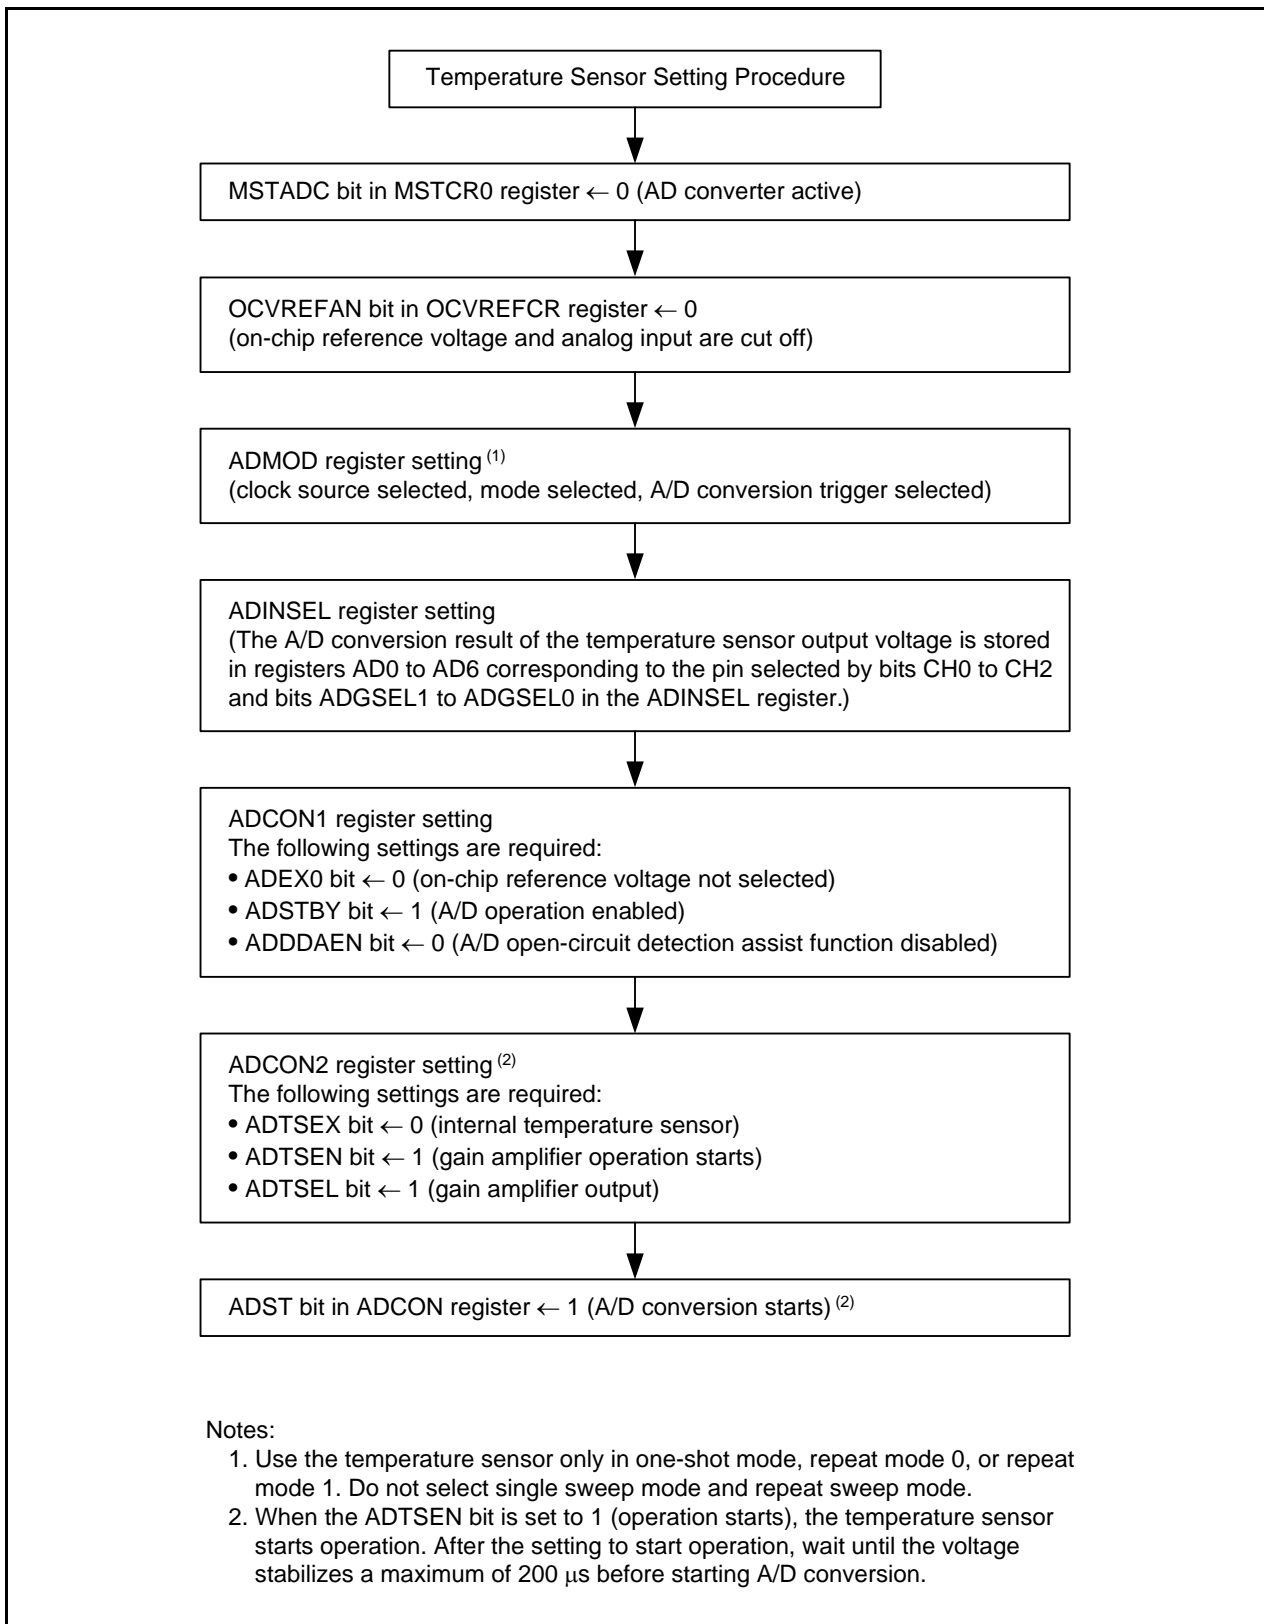 Temperature Sensor Setting Procedure
MSTADC bit in MSTCR0 register ← 0 (AD converter active)
OCVREFAN bit in OCVREFCR register ← 0
(on-chip reference voltage and analog input are cut off)
ADMOD register setting (1)
(clock source selected, mode selected, A/D conversion trigger selected)
ADINSEL register setting
(The A/D conversion result of the temperature sensor output voltage is stored
in registers AD0 to AD6 corresponding to the pin selected by bits CH0 to CH2
and bits ADGSEL1 to ADGSEL0 in the ADINSEL register.)
ADCON1 register setting
The following settings are required:
• ADEX0 bit ← 0 (on-chip reference voltage not selected)
• ADSTBY bit ← 1 (A/D operation enabled)
• ADDDAEN bit ← 0 (A/D open-circuit detection assist function disabled)
ADCON2 register setting (2)
The following settings are required:
• ADTSEX bit ← 0 (internal temperature sensor)
• ADTSEN bit ← 1 (gain amplifier operation starts)
• ADTSEL bit ← 1 (gain amplifier output)
ADST bit in ADCON register ← 1 (A/D conversion starts) (2)
Notes:
1. Use the temperature sensor only in one-shot mode, repeat mode 0, or repeat
mode 1. Do not select single sweep mode and repeat sweep mode.
2. When the ADTSEN bit is set to 1 (operation starts), the temperature sensor
starts operation. After the setting to start operation, wait until the voltage
stabilizes a maximum of 200 μs before starting A/D conversion.